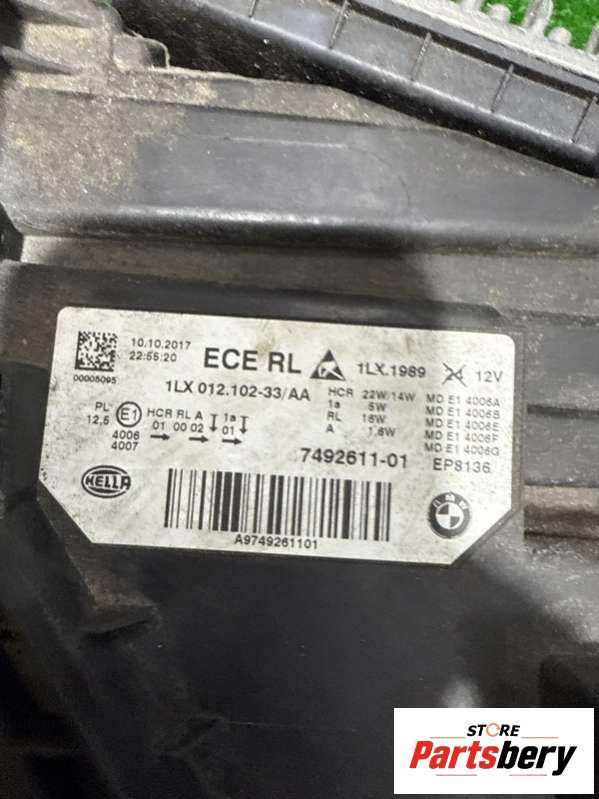 10.10.2017
22:55:20
ECE RL
1LX.1989
12V
00005095
1LX 012.102-33/AA
HCR 22W/14W MD E1 4006A
1a 5W MD E1 4006B
RL 16W MD E1 4006E
A 1,6W MD E1 4006F
MD E1 4006G
PL
12,5
E1
HCR RL A 1a
01 00 02 01
4006
4007
7492611-01
EP8136
HELLA
BMW
A9749261101
STORE
Partsbery